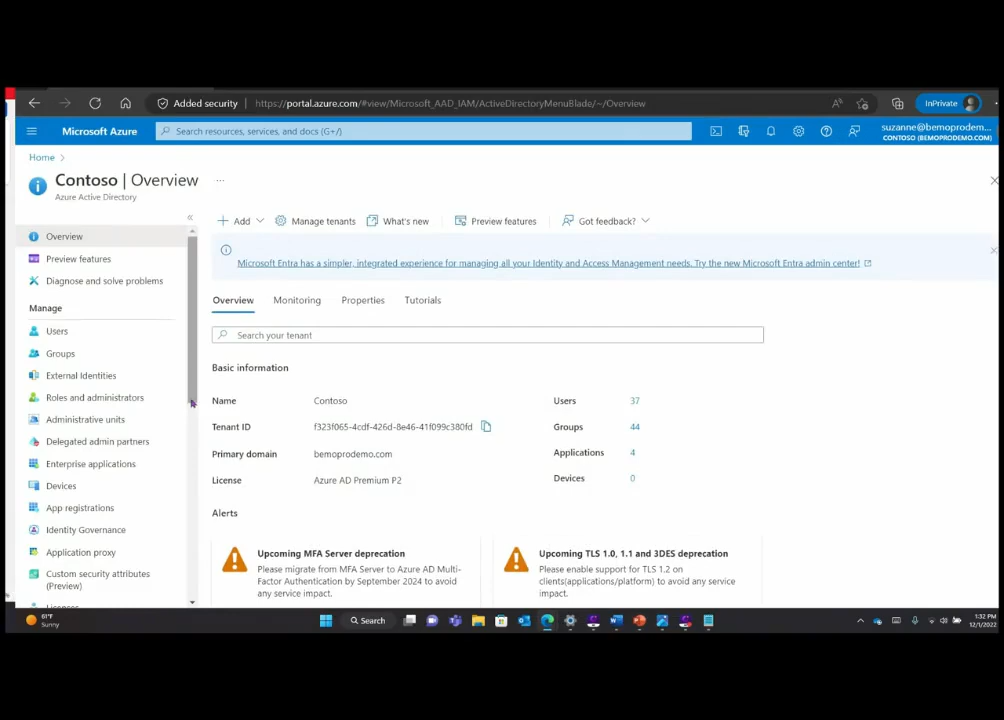 Added security
https://portal.azure.com/#view/Microsoft_AAD_IAM/ActiveDirectoryMenuBlade/~/Overview
InPrivate
Microsoft Azure
Search resources, services, and docs (G+/)
suzanne@bemoprodem...
CONTOSO (BEMOPRODEMO.COM)
Home >
Contoso | Overview ...
Azure Active Directory
Add
Manage tenants
What's new
Preview features
Got feedback?
Microsoft Entra has a simpler, integrated experience for managing all your Identity and Access Management needs. Try the new Microsoft Entra admin center!
Overview
Preview features
Diagnose and solve problems
Manage
Users
Groups
External Identities
Roles and administrators
Administrative units
Delegated admin partners
Enterprise applications
Devices
App registrations
Identity Governance
Application proxy
Custom security attributes
(Preview)
Licenses
Overview Monitoring Properties Tutorials
Search your tenant
Basic information
Name Contoso Users 37
Tenant ID f323f065-4cdf-426d-8e46-41f099c380fd Groups 44
Primary domain bemoprodemo.com Applications 4
License Azure AD Premium P2 Devices 0
Alerts
Upcoming MFA Server deprecation
Please migrate from MFA Server to Azure AD Multi-
Factor Authentication by September 2024 to avoid
any service impact.
Upcoming TLS 1.0, 1.1 and 3DES deprecation
Please enable support for TLS 1.2 on
clients(applications/platform) to avoid any service
impact.
61°F
Sunny
Search
1:32 PM
12/1/2022